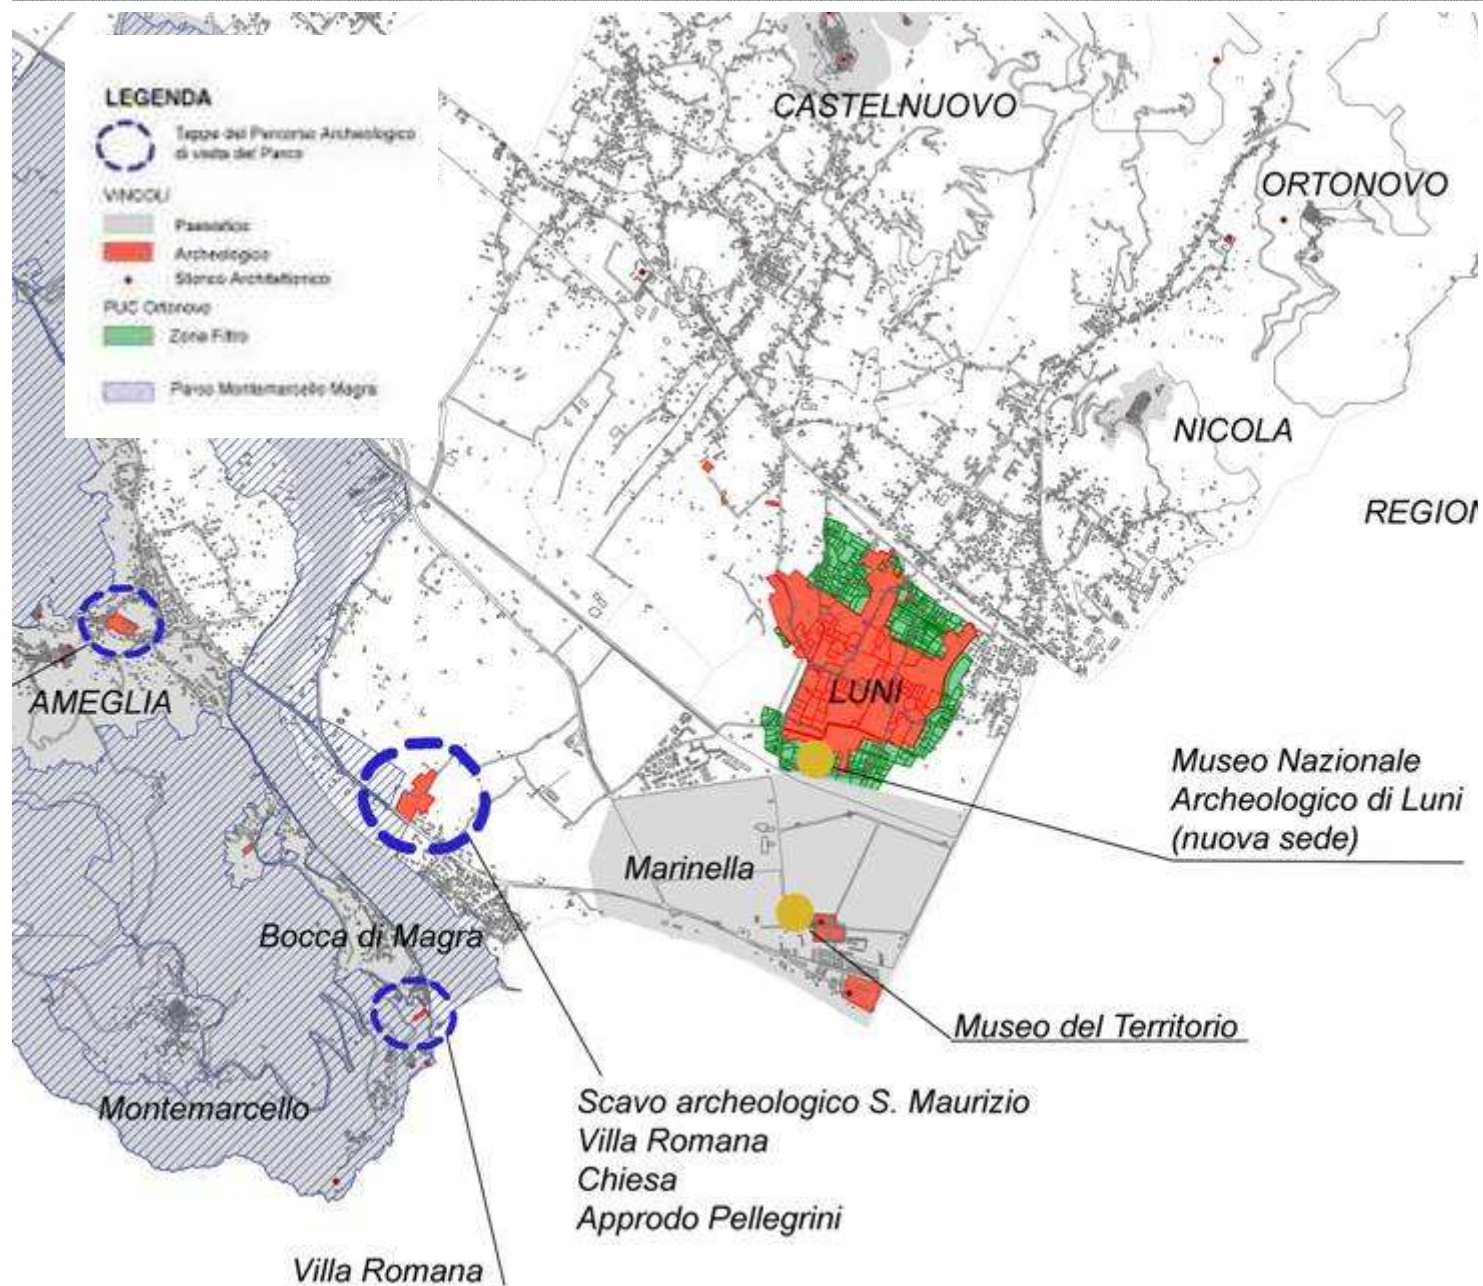 LEGENDA
Tappe del Percorso Archeologico
di visita del Parco
VINCOLI
Paesistico
Archeologico
Storico Architettonico
PUC Ortonovo
Zona Filtro
Parco Montemarcello Magra
CASTELNUOVO
ORTONOVO
NICOLA
REGION
AMEGLIA
LUNI
Museo Nazionale
Archeologico di Luni
(nuova sede)
Marinella
Bocca di Magra
Museo del Territorio
Montemarcello
Scavo archeologico S. Maurizio
Villa Romana
Chiesa
Approdo Pellegrini
Villa Romana